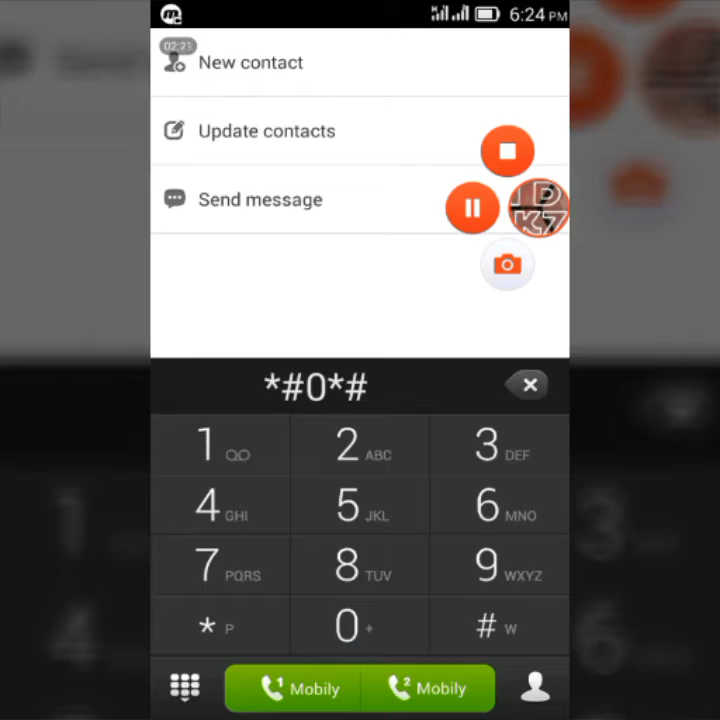 6:24 PM
02:21
New contact
Update contacts
Send message
*#0*#
1
2 ABC
3 DEF
4 GHI
5 JKL
6 MNO
7 PQRS
8 TUV
9 WXYZ
* P
0 +
# W
1 Mobily
2 Mobily